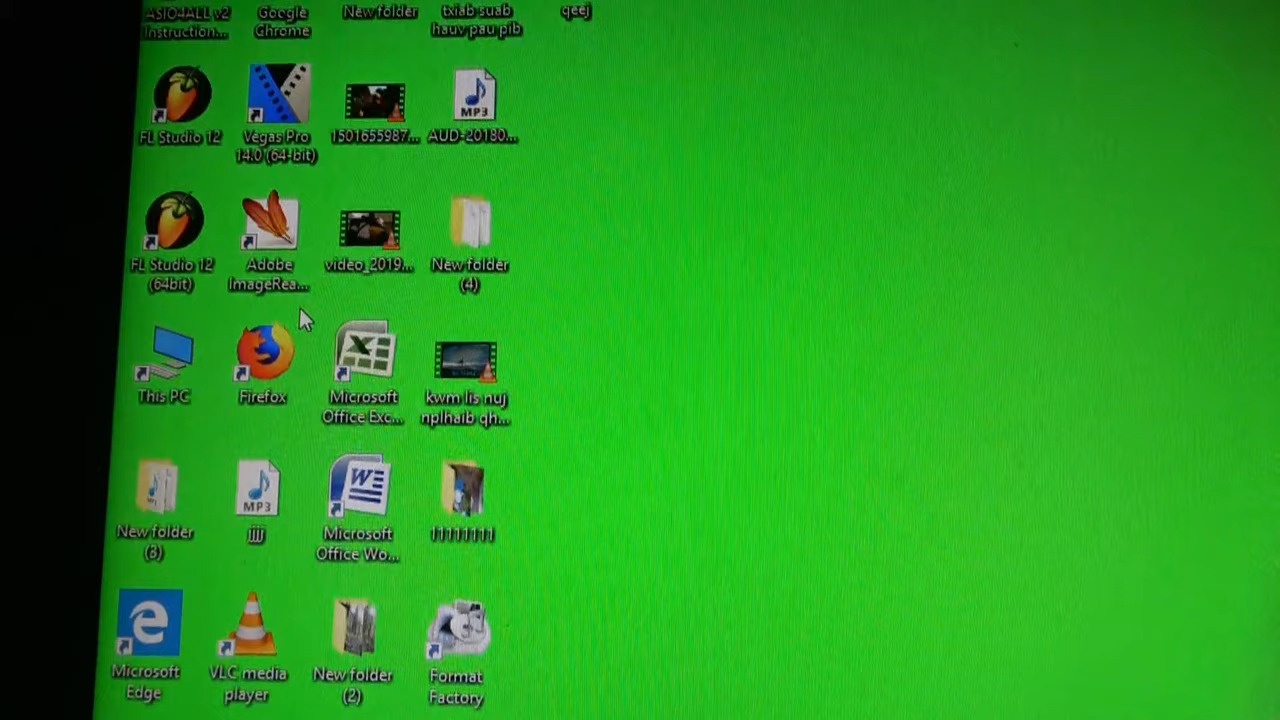 ASIO4ALL v2
Instruction...
Google
Chrome
New folder
txiab suab
hauv pau pib
qeej
FL Studio 12
Vegas Pro
14.0 (64-bit)
1501655987...
MP3
AUD-20180...
FL Studio 12
(64bit)
Adobe
ImageRea...
video_2019...
New folder
(4)
This PC
Firefox
Microsoft
Office Exc...
kwm lis nuj
nplhaib qh...
New folder
(3)
MP3
jjjj
Microsoft
Office Wo...
11111111
Microsoft
Edge
VLC media
player
New folder
(2)
Format
Factory